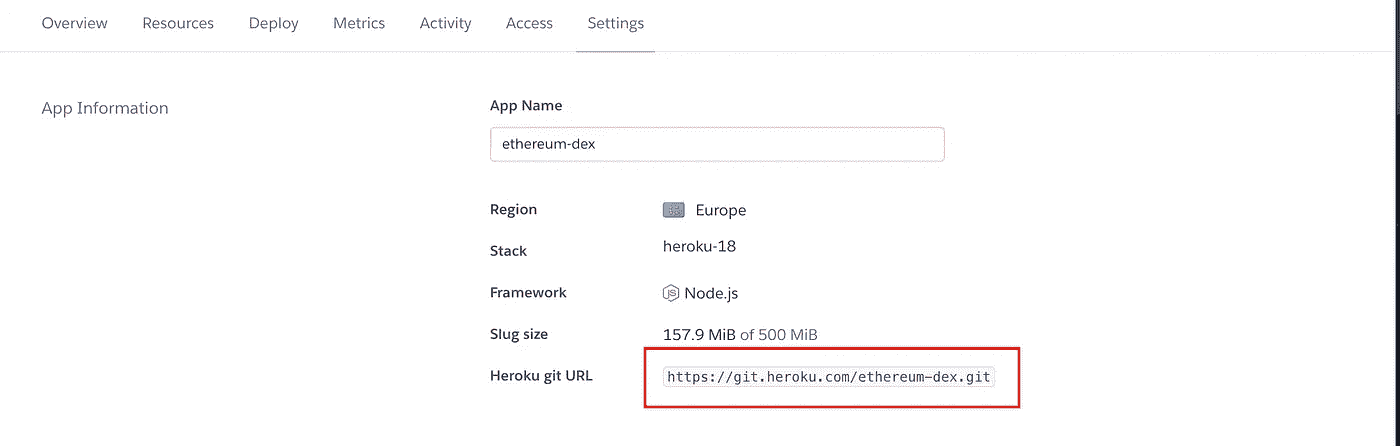 Overview Resources Deploy Metrics Activity Access Settings
App Information
App Name
ethereum-dex
Region Europe
Stack heroku-18
Framework JS Node.js
Slug size 157.9 MiB of 500 MiB
Heroku git URL https://git.heroku.com/ethereum-dex.git